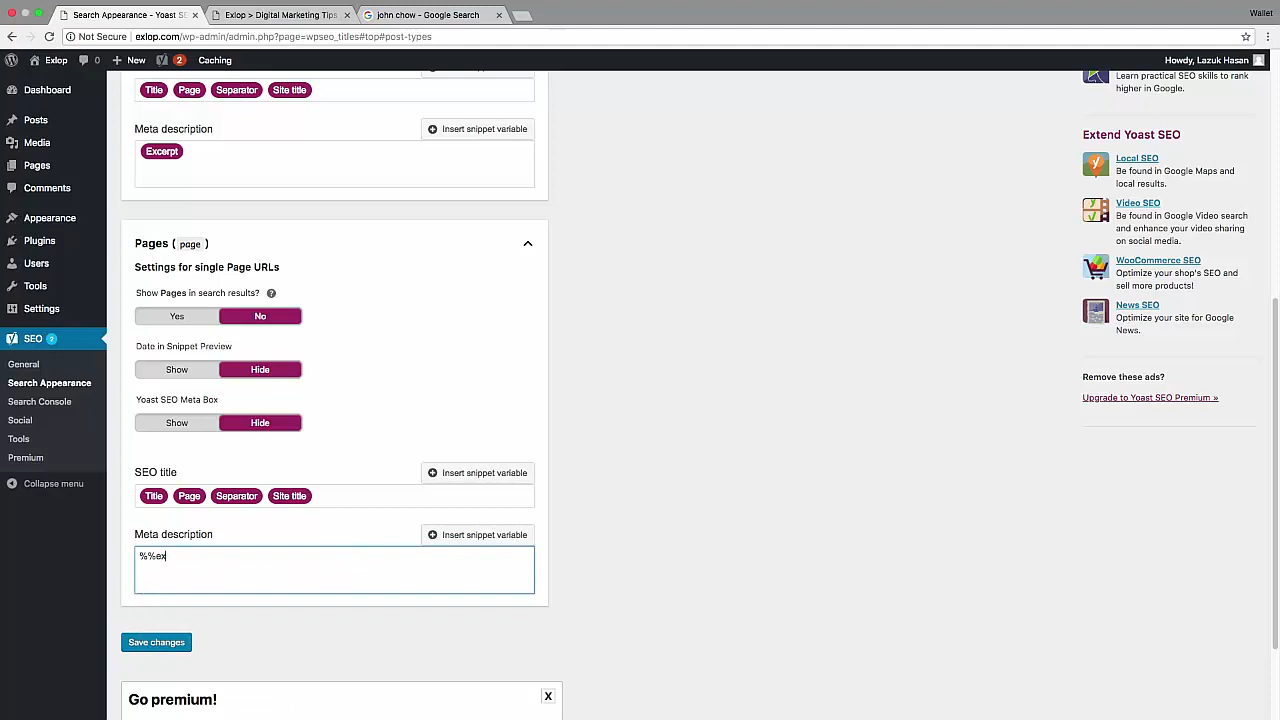 Search Appearance - Yoast SE
Exlop > Digital Marketing Tips
john chow - Google Search
Wallet
Not Secure
exlop.com/wp-admin/admin.php?page=wpseo_titles#top#post-types
Exlop
0
New
2
Caching
Howdy, Lazuk Hasan
Dashboard
Posts
Media
Pages
Comments
Appearance
Plugins
Users
Tools
Settings
SEO ?
General
Search Appearance
Search Console
Social
Tools
Premium
Collapse menu
Title Page Separator Site title
Meta description
Insert snippet variable
Excerpt
Pages ( page )
Settings for single Page URLs
Show Pages in search results? ?
Yes No
Date in Snippet Preview
Show Hide
Yoast SEO Meta Box
Show Hide
SEO title
Insert snippet variable
Title Page Separator Site title
Meta description
Insert snippet variable
%%ex
Save changes
Go premium!
X
Learn practical SEO skills to rank
higher in Google.
Extend Yoast SEO
Local SEO
Be found in Google Maps and
local results.
Video SEO
Be found in Google Video search
and enhance your video sharing
on social media.
WooCommerce SEO
Optimize your shop's SEO and
sell more products!
News SEO
Optimize your site for Google
News.
Remove these ads?
Upgrade to Yoast SEO Premium »